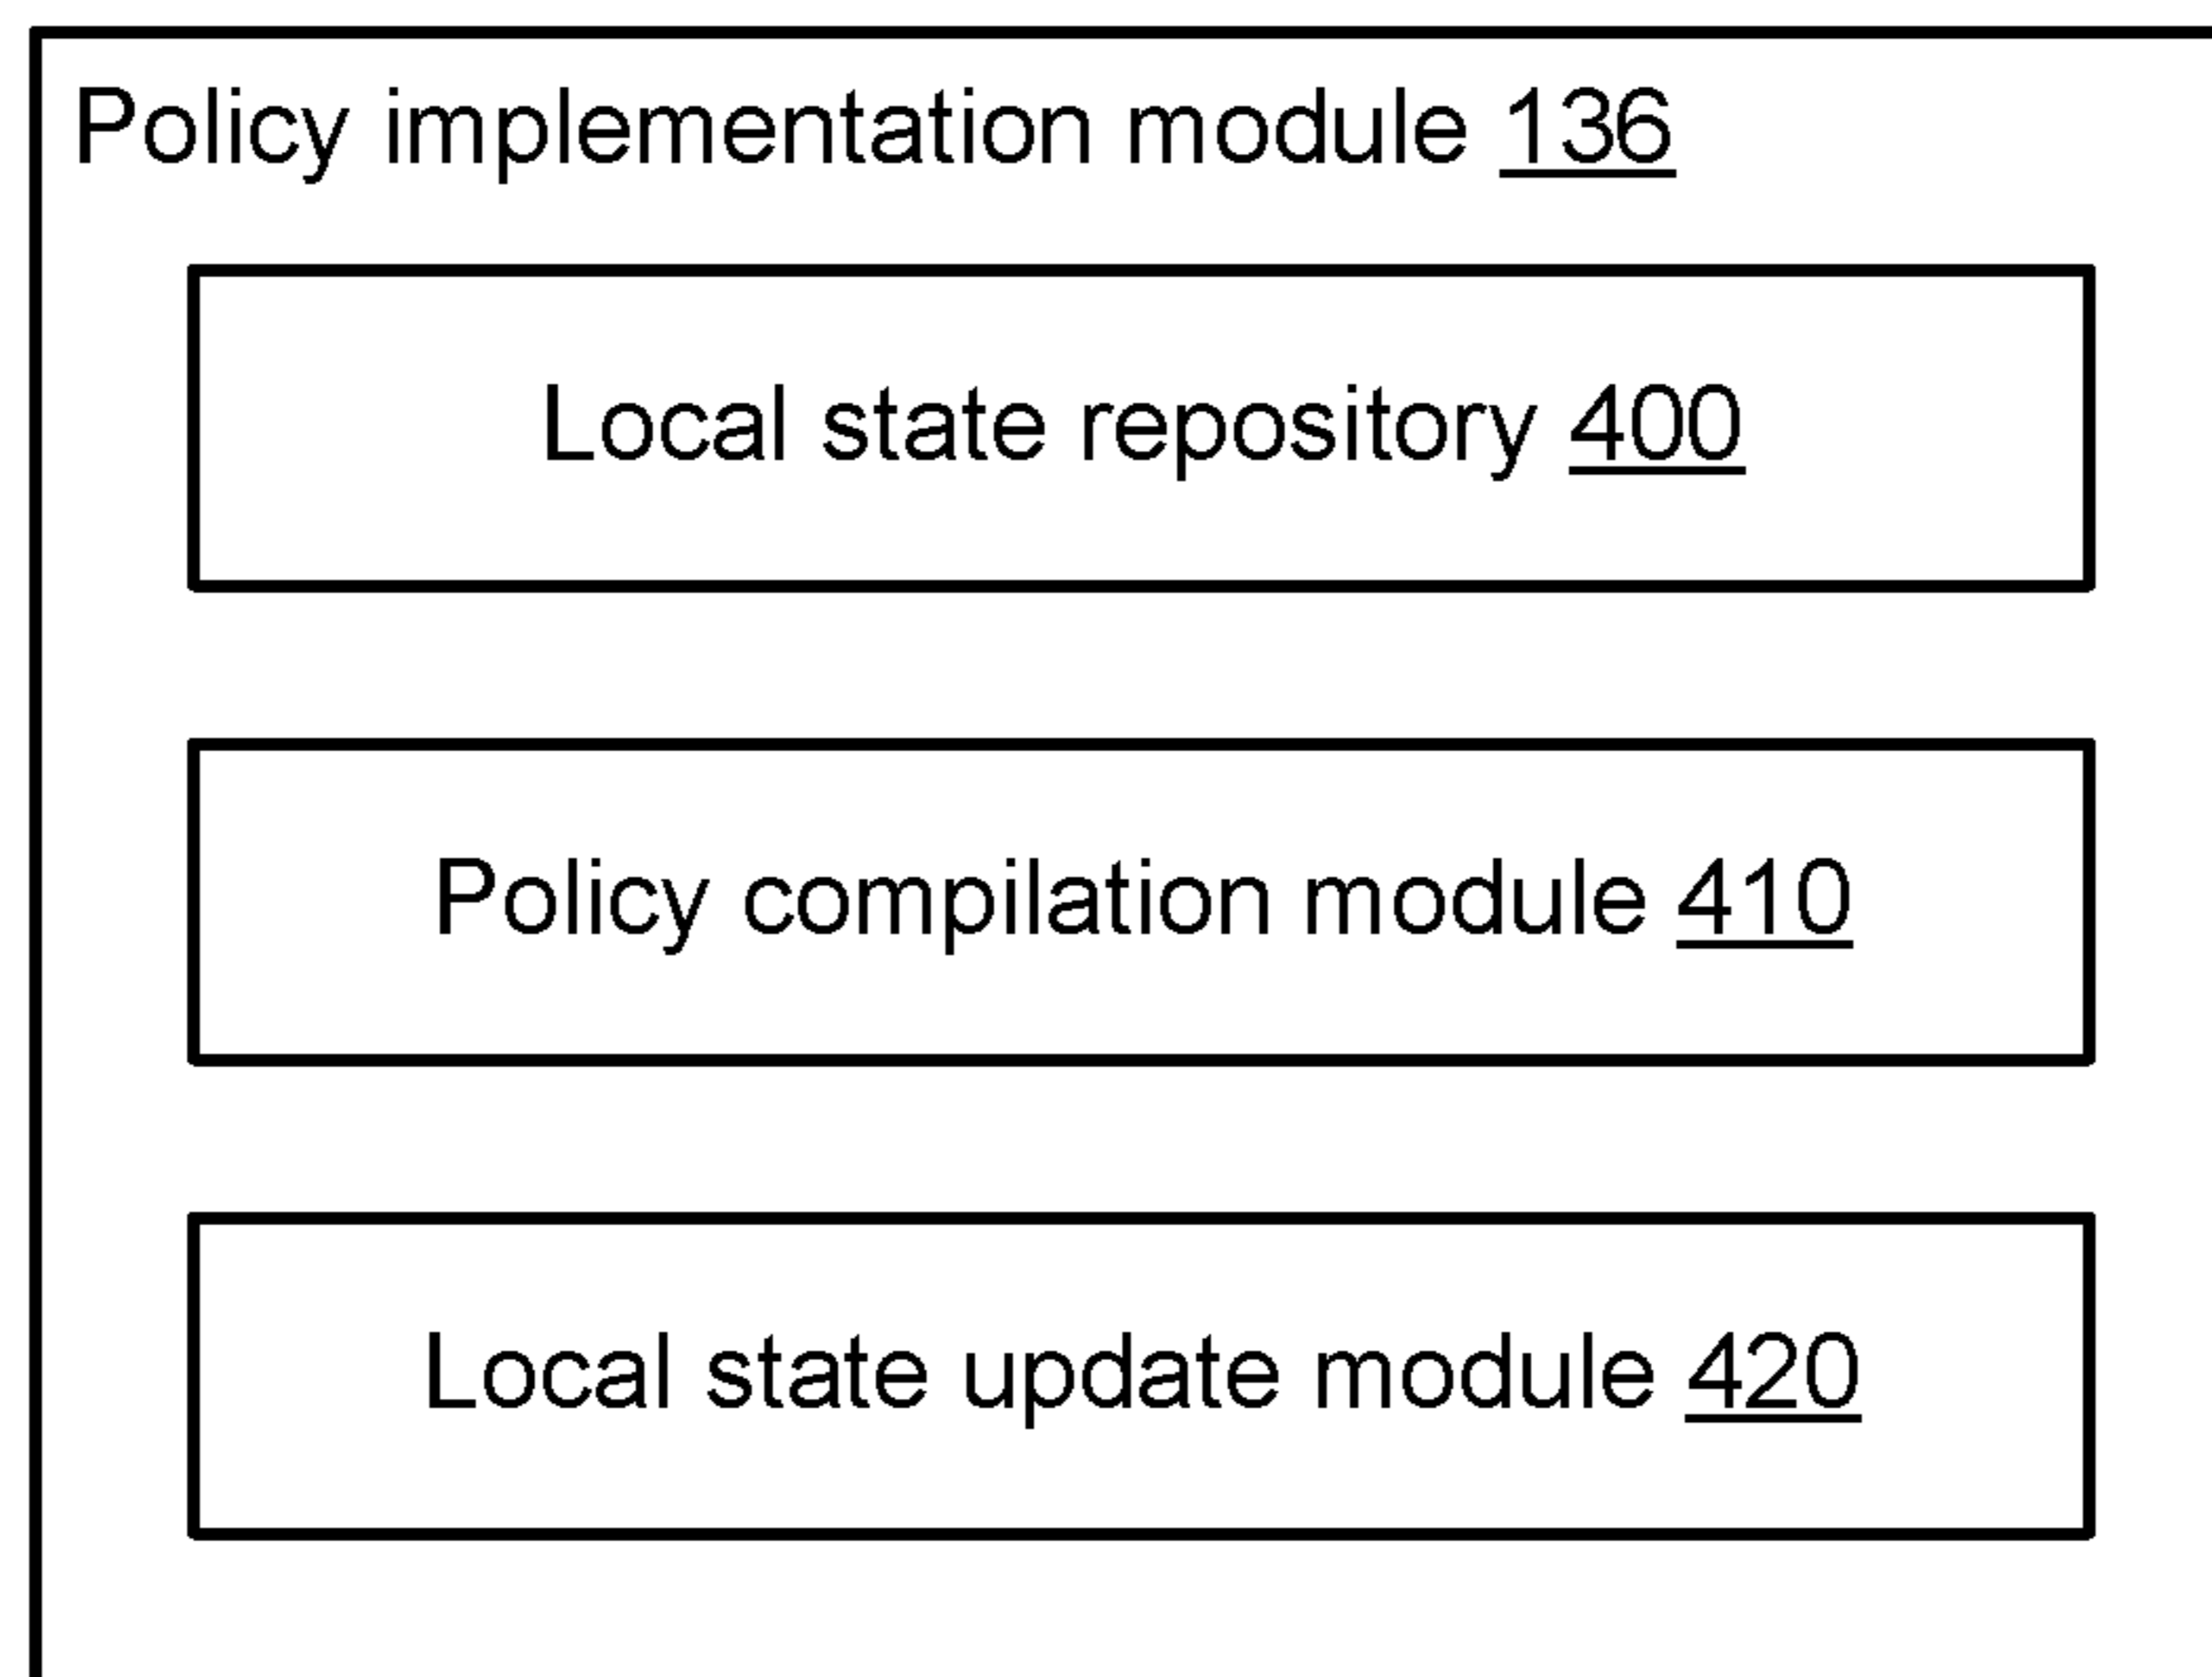 Policy implementation module 136
Local state repository 400
Policy compilation module 410
Local state update module 420